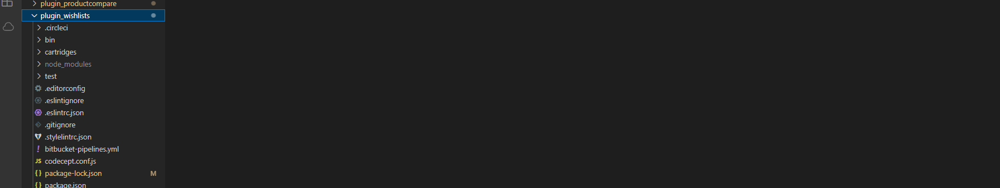 plugin_productcompare
plugin_wishlists
.circleci
bin
cartridges
node_modules
test
.editorconfig
.eslintignore
.eslintrc.json
.gitignore
.stylelintrc.json
! bitbucket-pipelines.yml
JS codecept.conf.js
{} package-lock.json M
{} package.json